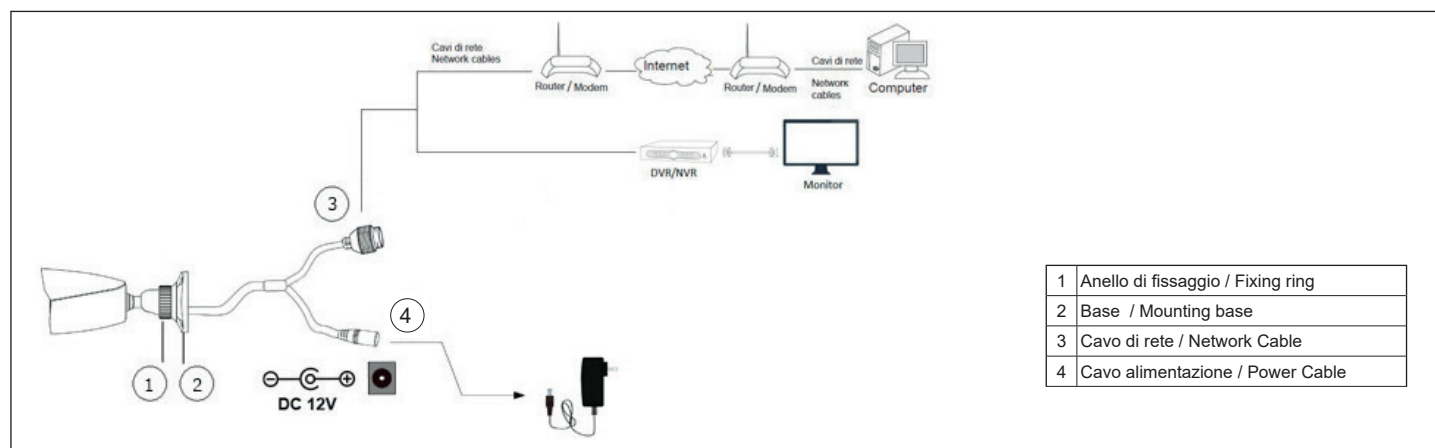 Cavi di rete
Network cables
Router / Modem
Internet
Router / Modem
Cavi di rete
Network
cables
Computer
DVR/NVR
Monitor
3
4
1
2
DC 12V
1 Anello di fissaggio / Fixing ring
2 Base / Mounting base
3 Cavo di rete / Network Cable
4 Cavo alimentazione / Power Cable